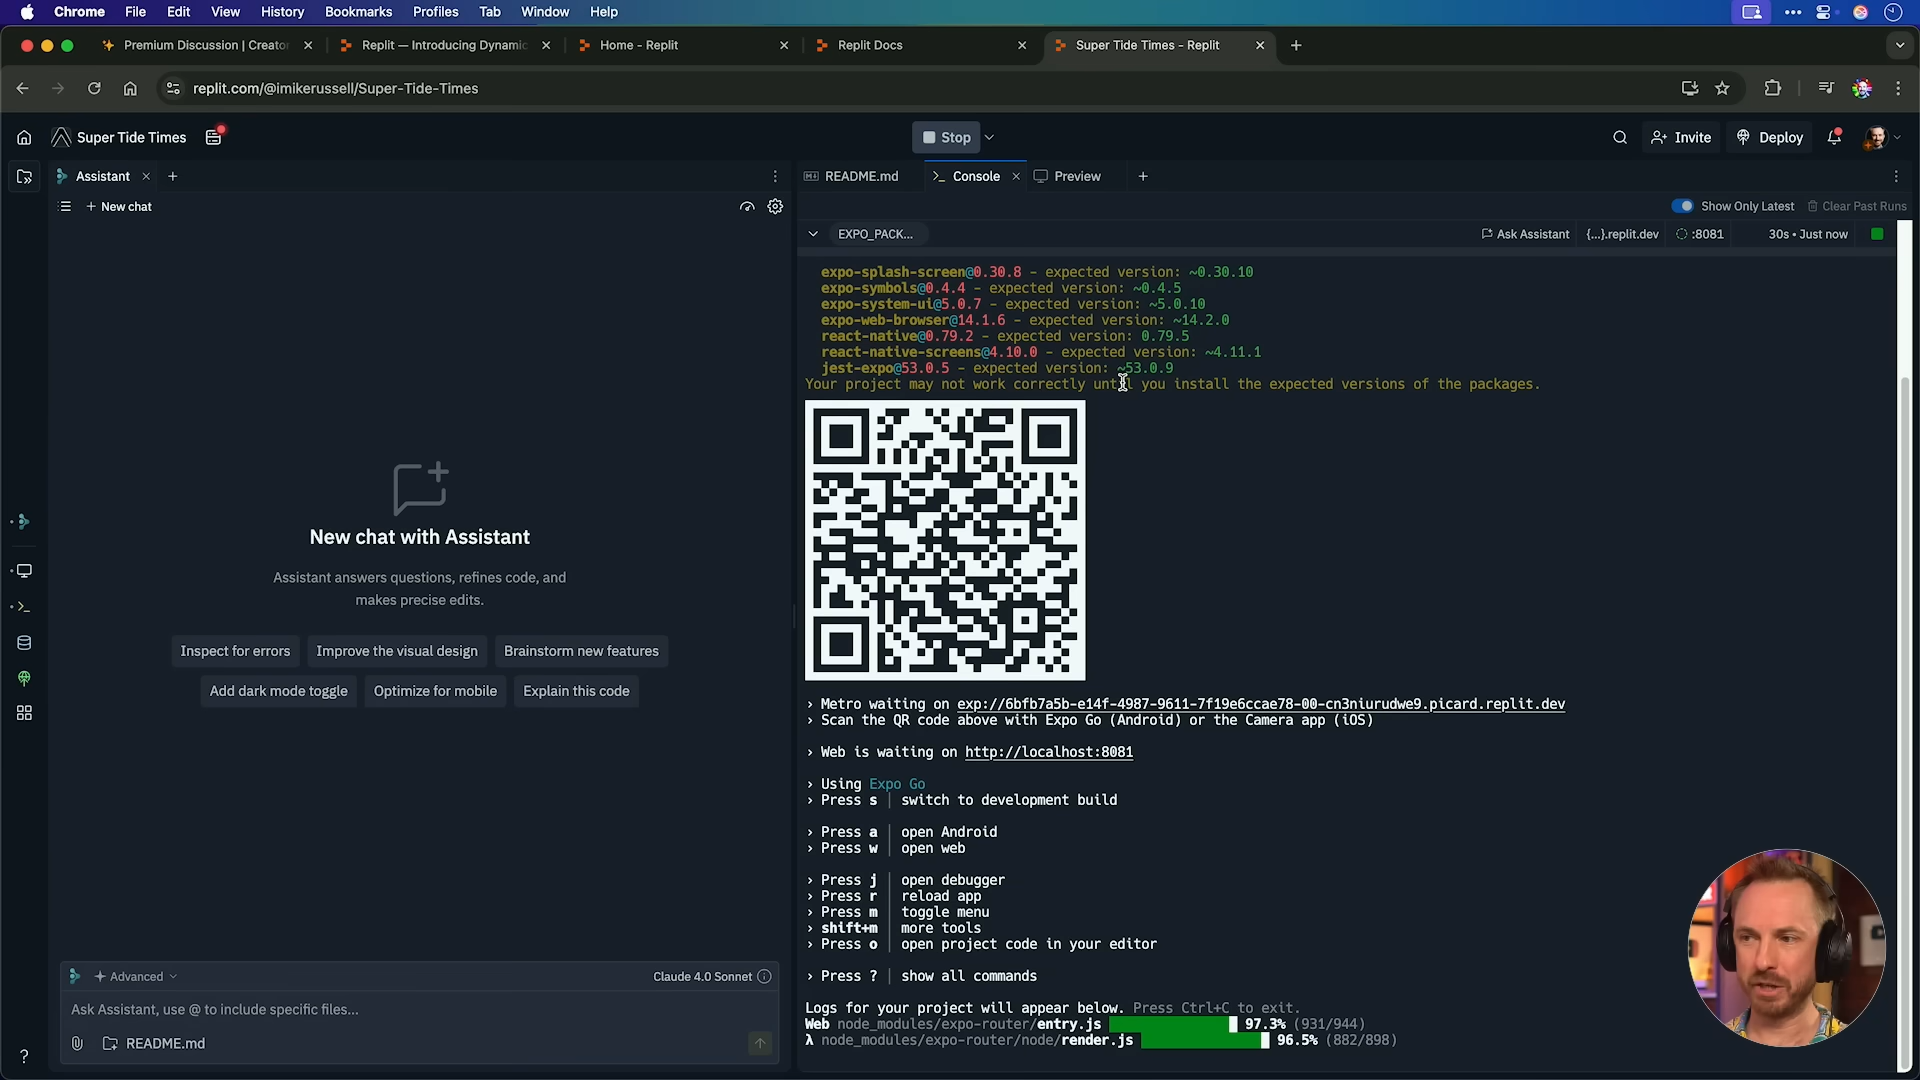 Chrome File Edit View History Bookmarks Profiles Tab Window Help
Premium Discussion | Creator
Replit — Introducing Dynamic
Home - Replit
Replit Docs
Super Tide Times - Replit
replit.com/@imikerussell/Super-Tide-Times
Super Tide Times
Stop
Invite
Deploy
Assistant
README.md
Console
Preview
New chat
Show Only Latest
Clear Past Runs
EXPO_PACK...
Ask Assistant
{...}.replit.dev
:8081
30s • Just now
expo-splash-screen@0.30.8 - expected version: ~0.30.10
expo-symbols@0.4.4 - expected version: ~0.4.5
expo-system-ui@5.0.7 - expected version: ~5.0.10
expo-web-browser@14.1.6 - expected version: ~14.2.0
react-native@0.79.2 - expected version: 0.79.5
react-native-screens@4.10.0 - expected version: ~4.11.1
jest-expo@53.0.5 - expected version: ~53.0.9
Your project may not work correctly until you install the expected versions of the packages.
New chat with Assistant
Assistant answers questions, refines code, and
makes precise edits.
Inspect for errors
Improve the visual design
Brainstorm new features
Add dark mode toggle
Optimize for mobile
Explain this code
› Metro waiting on exp://6bfb7a5b-e14f-4987-9611-7f19e6ccae78-00-cn3niurudwe9.picard.replit.dev
› Scan the QR code above with Expo Go (Android) or the Camera app (iOS)
› Web is waiting on http://localhost:8081
› Using Expo Go
› Press s │ switch to development build
› Press a │ open Android
› Press w │ open web
› Press j │ open debugger
› Press r │ reload app
› Press m │ toggle menu
› shift+m │ more tools
› Press o │ open project code in your editor
› Press ? │ show all commands
Logs for your project will appear below. Press Ctrl+C to exit.
Web node_modules/expo-router/entry.js 97.3% (931/944)
λ node_modules/expo-router/node/render.js 96.5% (882/898)
Advanced
Claude 4.0 Sonnet
Ask Assistant, use @ to include specific files...
README.md